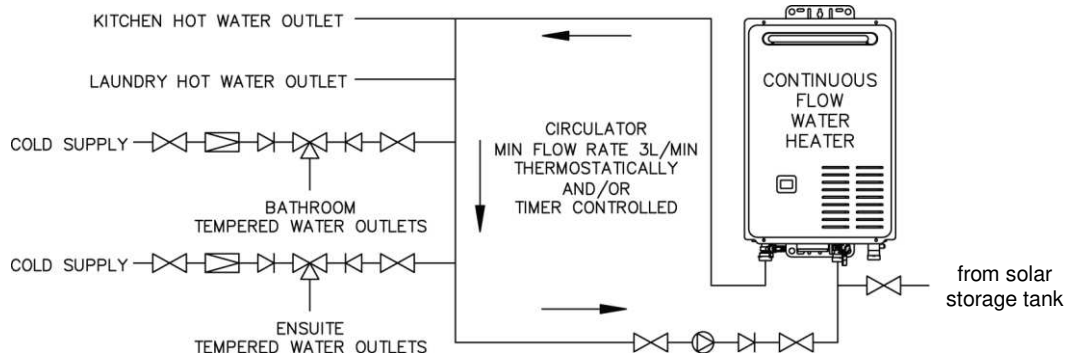 KITCHEN HOT WATER OUTLET
LAUNDRY HOT WATER OUTLET
COLD SUPPLY
BATHROOM
TEMPERED WATER OUTLETS
COLD SUPPLY
ENSUITE
TEMPERED WATER OUTLETS
CIRCULATOR
MIN FLOW RATE 3L/MIN
THERMOSTATICALLY
AND/OR
TIMER CONTROLLED
CONTINUOUS
FLOW
WATER
HEATER
from solar
storage tank